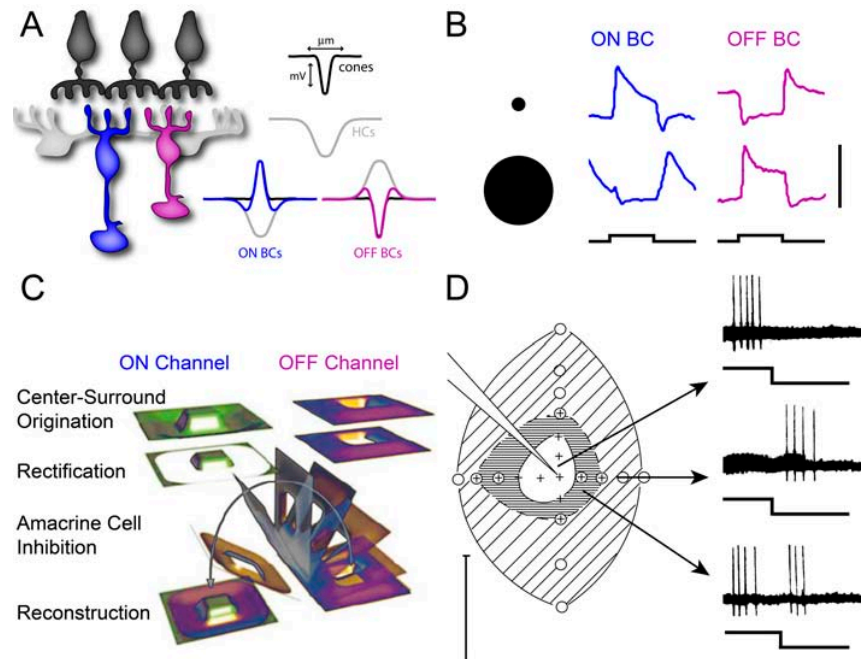 A
μm
mV
cones
HCs
ON BCs
OFF BCs
B
ON BC
OFF BC
C
ON Channel
OFF Channel
Center-Surround
Origination
Rectification
Amacrine Cell
Inhibition
Reconstruction
D